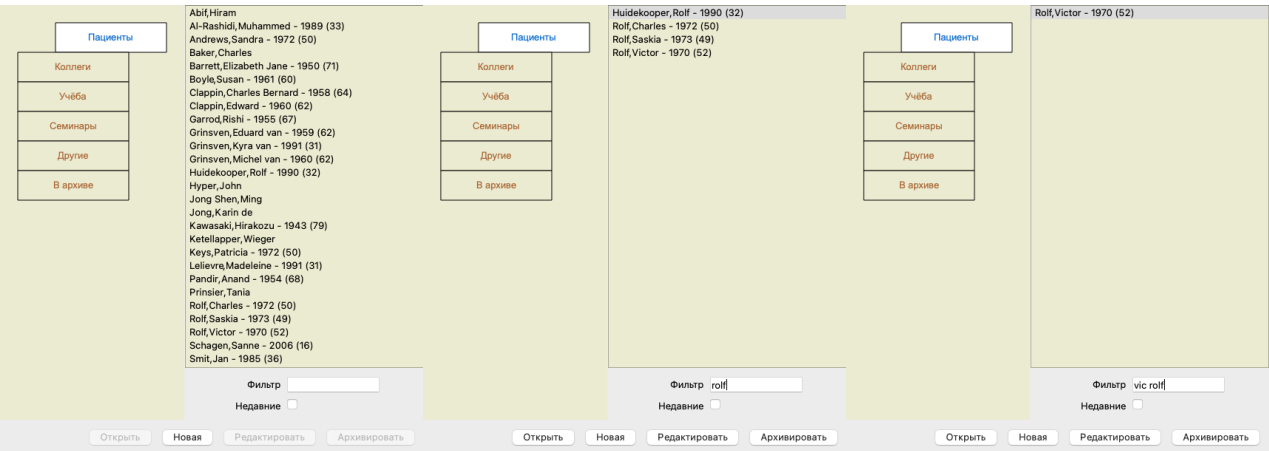 Пациенты
Коллеги
Учёба
Семинары
Другие
В архиве
Abif,Hiram
Al-Rashidi,Muhammed - 1989 (33)
Andrews,Sandra - 1972 (50)
Baker,Charles
Barrett,Elizabeth Jane - 1950 (71)
Boyle,Susan - 1961 (60)
Clappin,Charles Bernard - 1958 (64)
Clappin,Edward - 1960 (62)
Garrod,Rishi - 1955 (67)
Grinsven,Eduard van - 1959 (62)
Grinsven,Kyra van - 1991 (31)
Grinsven,Michel van - 1960 (62)
Huidekooper,Rolf - 1990 (32)
Hyper,John
Jong Shen,Ming
Jong,Karin de
Kawasaki,Hirakozu - 1943 (79)
Ketellapper,Wieger
Keys,Patricia - 1972 (50)
Lelievre,Madeleine - 1991 (31)
Pandir,Anand - 1954 (68)
Prinsier,Tania
Rolf,Charles - 1972 (50)
Rolf,Saskia - 1973 (49)
Rolf,Victor - 1970 (52)
Schagen,Sanne - 2006 (16)
Smit,Jan - 1985 (36)
Фильтр
Недавние
Открыть Новая Редактировать Архивировать
Пациенты
Коллеги
Учёба
Семинары
Другие
В архиве
Huidekooper,Rolf - 1990 (32)
Rolf,Charles - 1972 (50)
Rolf,Saskia - 1973 (49)
Rolf,Victor - 1970 (52)
Фильтр rolf
Недавние
Открыть Новая Редактировать Архивировать
Пациенты
Коллеги
Учёба
Семинары
Другие
В архиве
Rolf,Victor - 1970 (52)
Фильтр vic rolf
Недавние
Открыть Новая Редактировать Архивировать